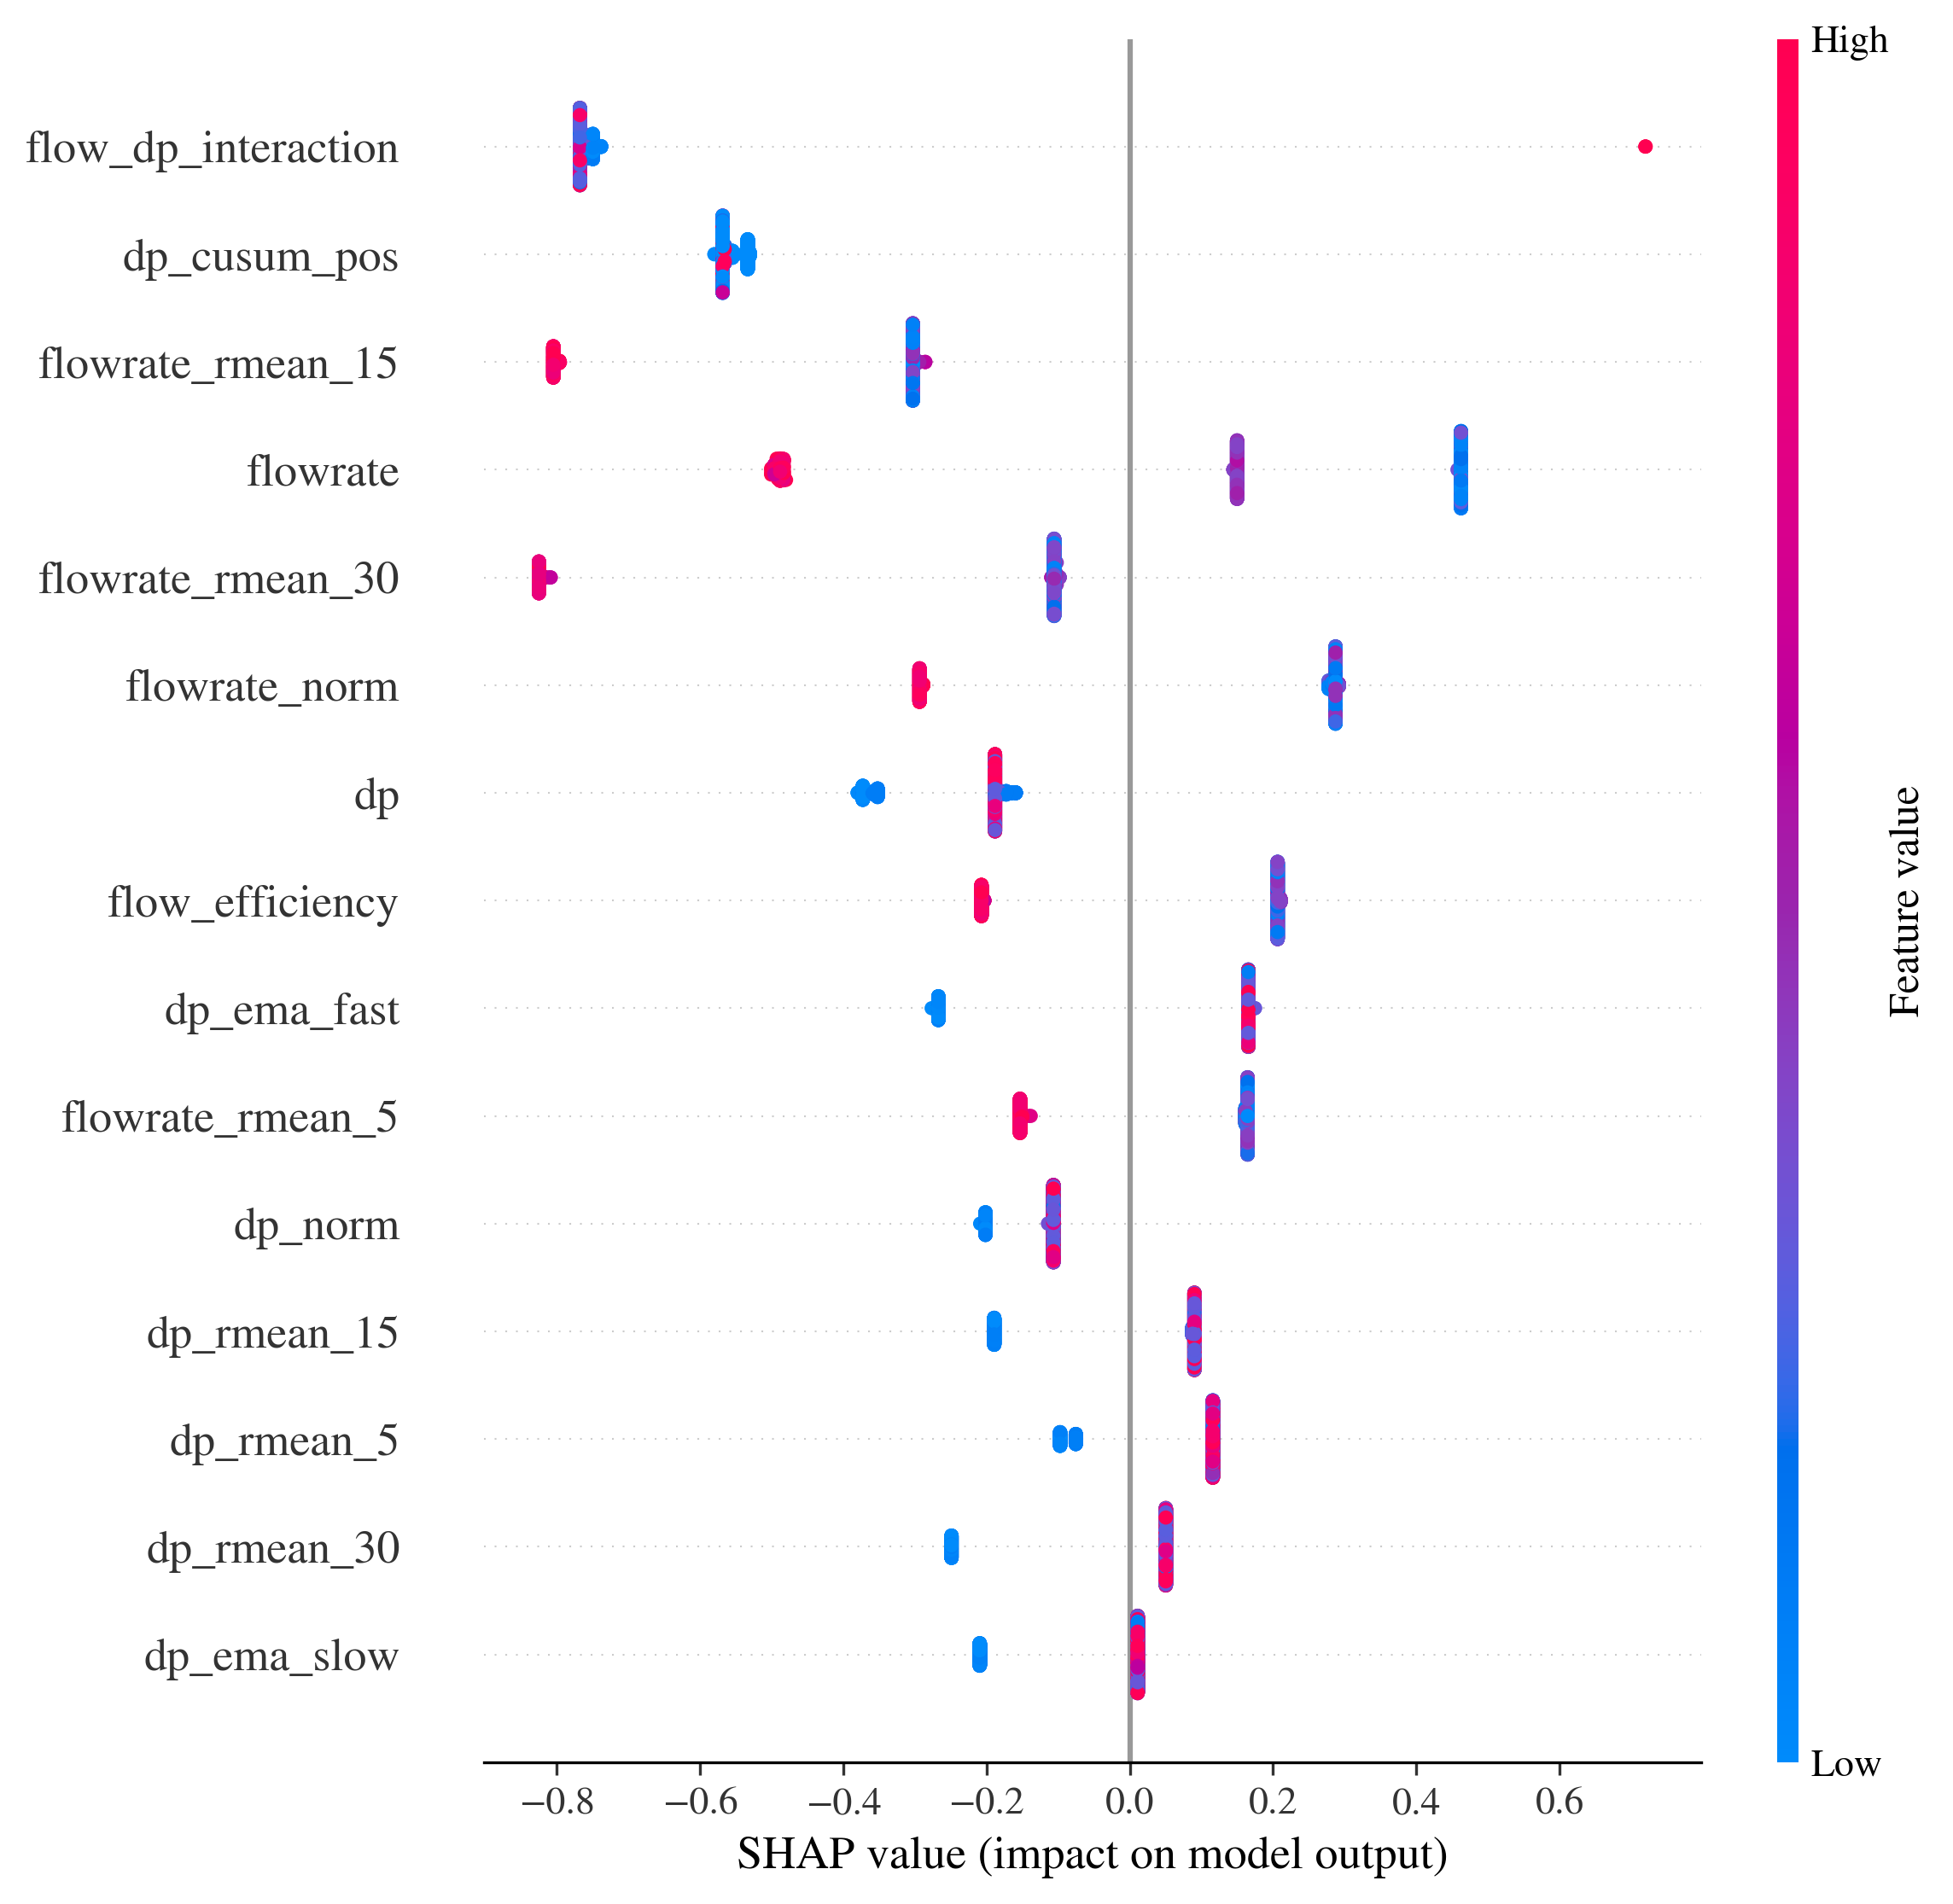 High
flow_dp_interaction
dp_cusum_pos
flowrate_rmean_15
flowrate
flowrate_rmean_30
flowrate_norm
dp
flow_efficiency
dp_ema_fast
flowrate_rmean_5
dp_norm
dp_rmean_15
dp_rmean_5
dp_rmean_30
dp_ema_slow
Feature value
Low
−0.8 −0.6 −0.4 −0.2 0.0 0.2 0.4 0.6
SHAP value (impact on model output)